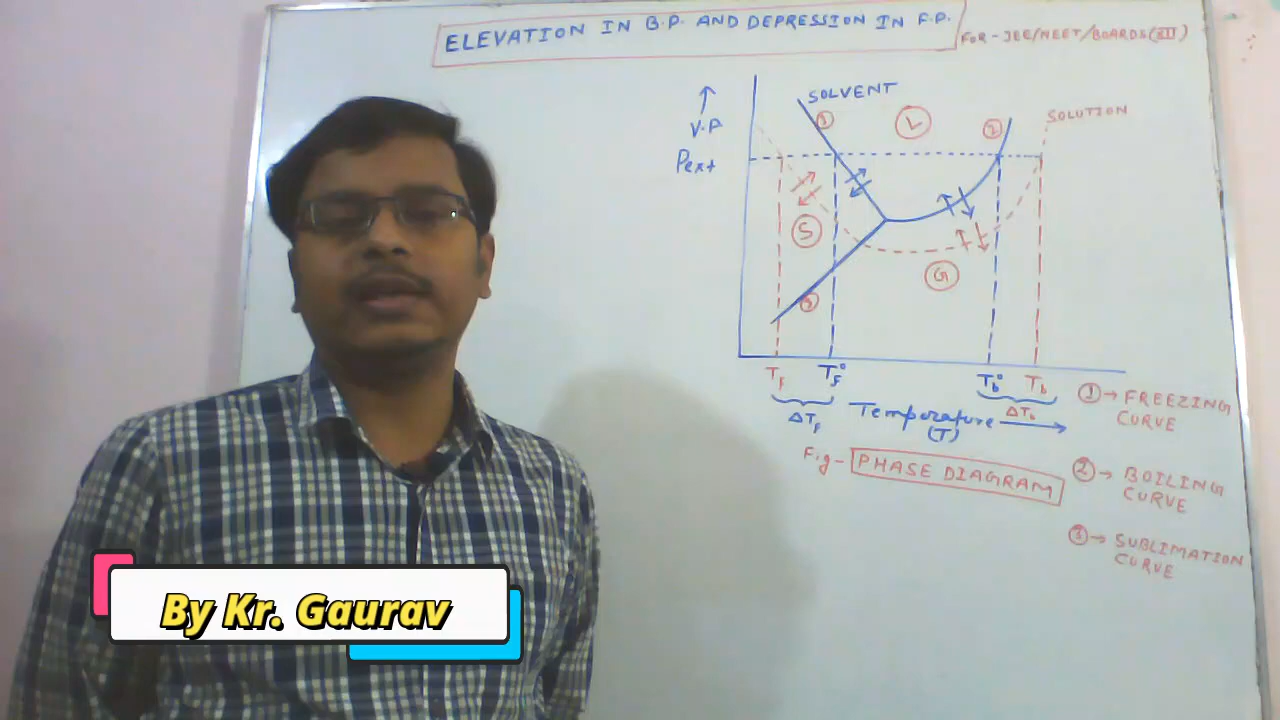 ELEVATION IN B.P. AND DEPRESSION IN F.P.
FOR-JEE/NEET/BOARDS(XII)
SOLVENT
SOLUTION
V.P
Pext
1
L
2
S
G
3
Tf
Tf°
Tb°
Tb
ΔTf
ΔTb
Temperature
(T)
Fig- PHASE DIAGRAM
1 → FREEZING
CURVE
2 → BOILING
CURVE
3 → SUBLIMATION
CURVE
By Kr. Gaurav